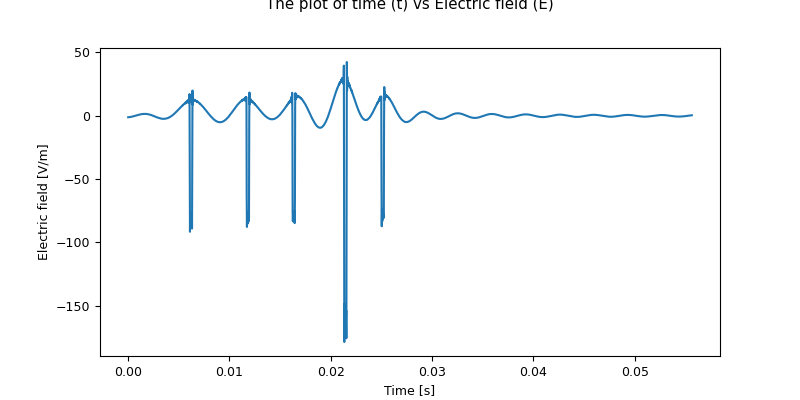 The plot of time (t) vs Electric field (E)
50
0
−50
−100
−150
Electric field [V/m]
0.00 0.01 0.02 0.03 0.04 0.05
Time [s]